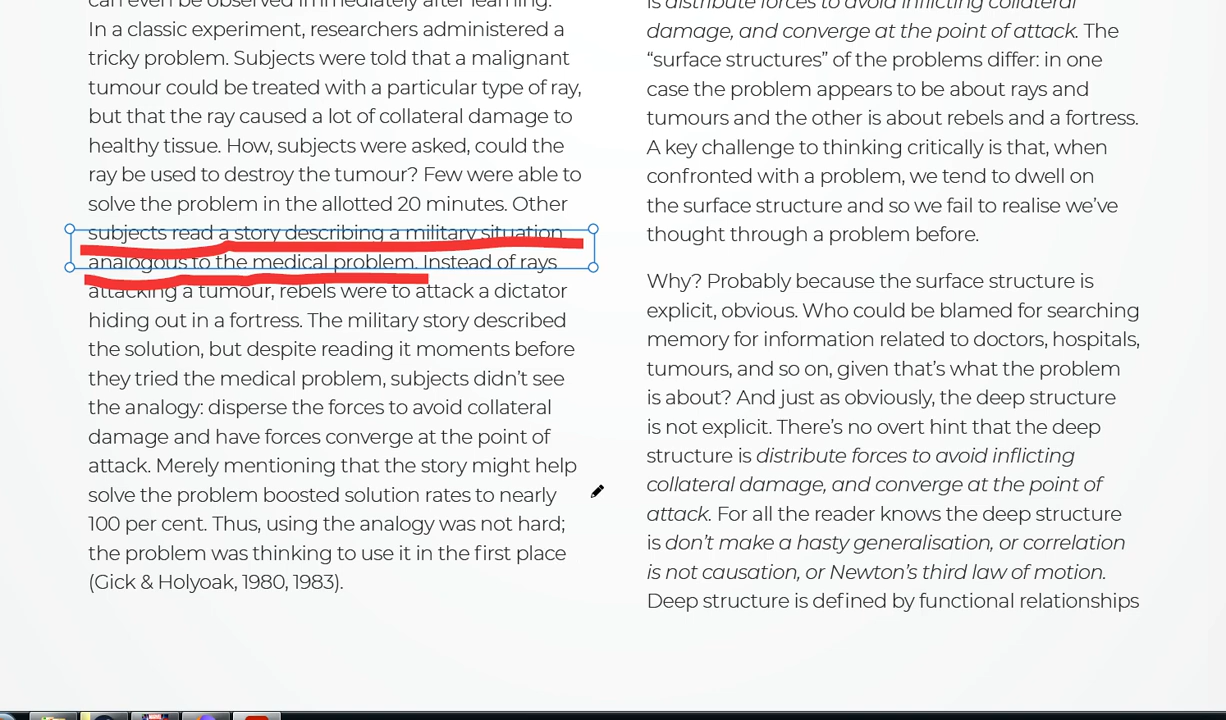 can even be observed immediately after learning.
In a classic experiment, researchers administered a
tricky problem. Subjects were told that a malignant
tumour could be treated with a particular type of ray,
but that the ray caused a lot of collateral damage to
healthy tissue. How, subjects were asked, could the
ray be used to destroy the tumour? Few were able to
solve the problem in the allotted 20 minutes. Other
subjects read a story describing a military situation
analogous to the medical problem. Instead of rays
attacking a tumour, rebels were to attack a dictator
hiding out in a fortress. The military story described
the solution, but despite reading it moments before
they tried the medical problem, subjects didn’t see
the analogy: disperse the forces to avoid collateral
damage and have forces converge at the point of
attack. Merely mentioning that the story might help
solve the problem boosted solution rates to nearly
100 per cent. Thus, using the analogy was not hard;
the problem was thinking to use it in the first place
(Gick & Holyoak, 1980, 1983).
is distribute forces to avoid inflicting collateral
damage, and converge at the point of attack. The
“surface structures” of the problems differ: in one
case the problem appears to be about rays and
tumours and the other is about rebels and a fortress.
A key challenge to thinking critically is that, when
confronted with a problem, we tend to dwell on
the surface structure and so we fail to realise we’ve
thought through a problem before.
Why? Probably because the surface structure is
explicit, obvious. Who could be blamed for searching
memory for information related to doctors, hospitals,
tumours, and so on, given that’s what the problem
is about? And just as obviously, the deep structure
is not explicit. There’s no overt hint that the deep
structure is distribute forces to avoid inflicting
collateral damage, and converge at the point of
attack. For all the reader knows the deep structure
is don’t make a hasty generalisation, or correlation
is not causation, or Newton’s third law of motion.
Deep structure is defined by functional relationships